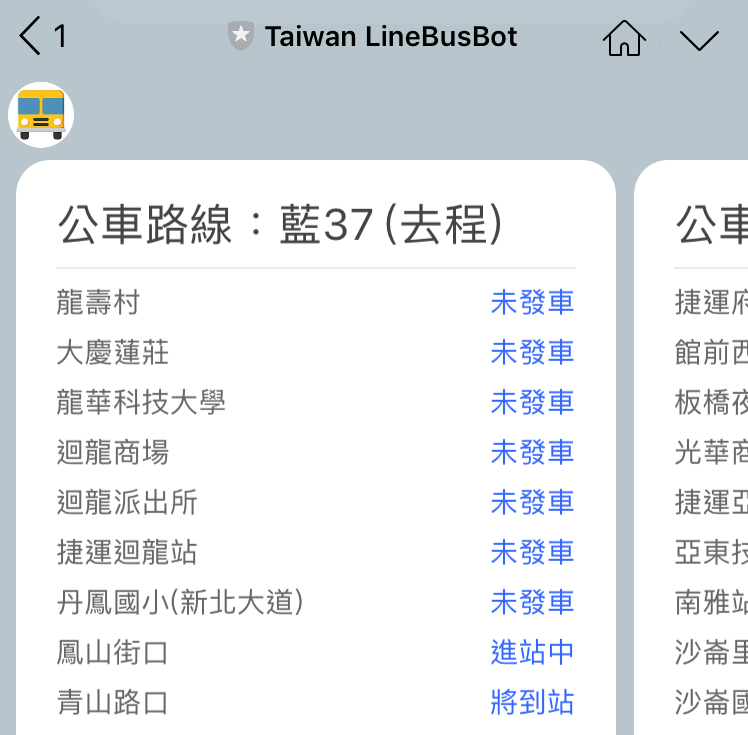 1
Taiwan LineBusBot
公車路線：藍37 (去程)
龍壽村 未發車
大慶蓮莊 未發車
龍華科技大學 未發車
迴龍商場 未發車
迴龍派出所 未發車
捷運迴龍站 未發車
丹鳳國小(新北大道) 未發車
鳳山街口 進站中
青山路口 將到站
公車
捷運府
館前西
板橋夜
光華商
捷運亞
亞東技
南雅站
沙崙里
沙崙國